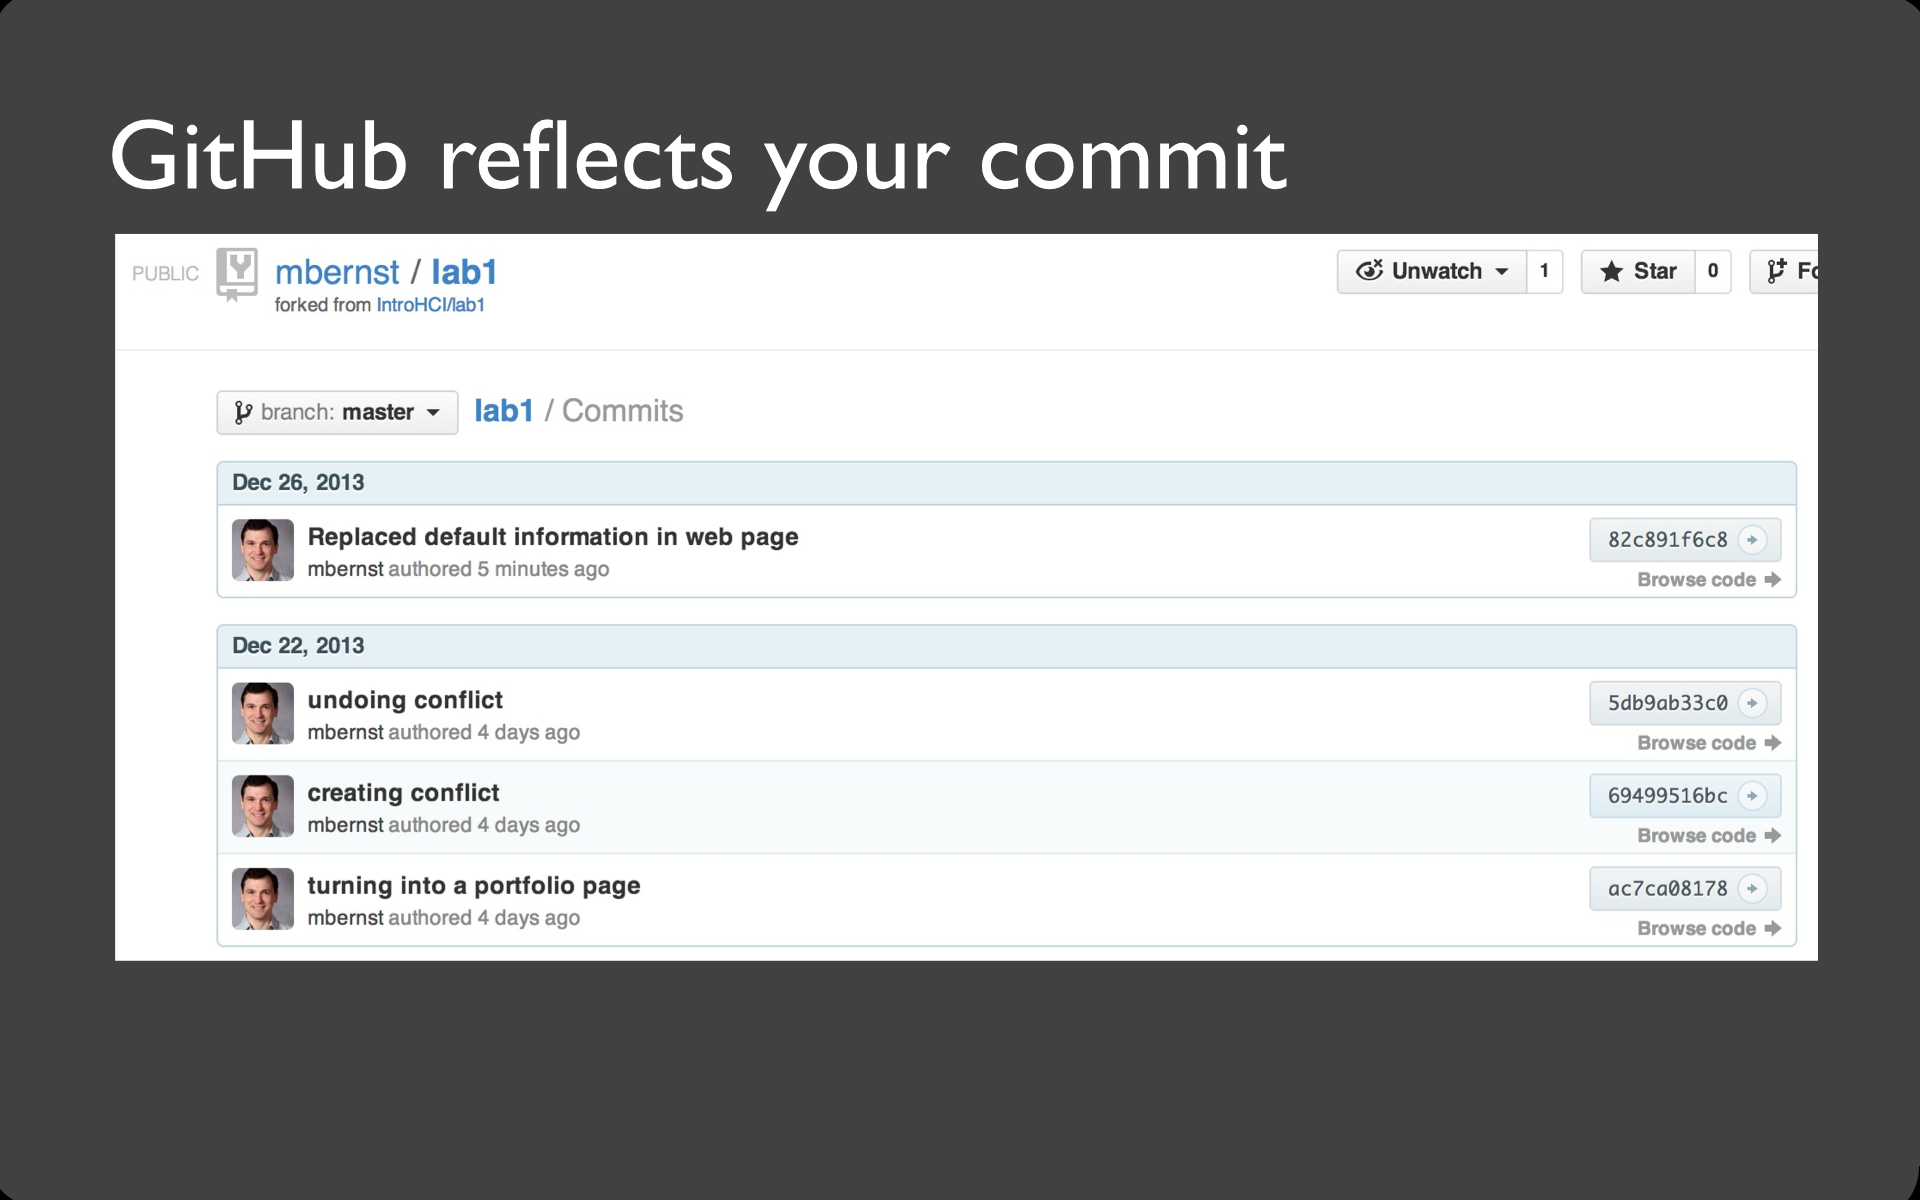 GitHub reflects your commit
PUBLIC mbernst / lab1 Unwatch 1 Star 0 Fo
forked from IntroHCI/lab1
branch: master lab1 / Commits
Dec 26, 2013
Replaced default information in web page 82c891f6c8
mbernst authored 5 minutes ago Browse code
Dec 22, 2013
undoing conflict 5db9ab33c0
mbernst authored 4 days ago Browse code
creating conflict 69499516bc
mbernst authored 4 days ago Browse code
turning into a portfolio page ac7ca08178
mbernst authored 4 days ago Browse code